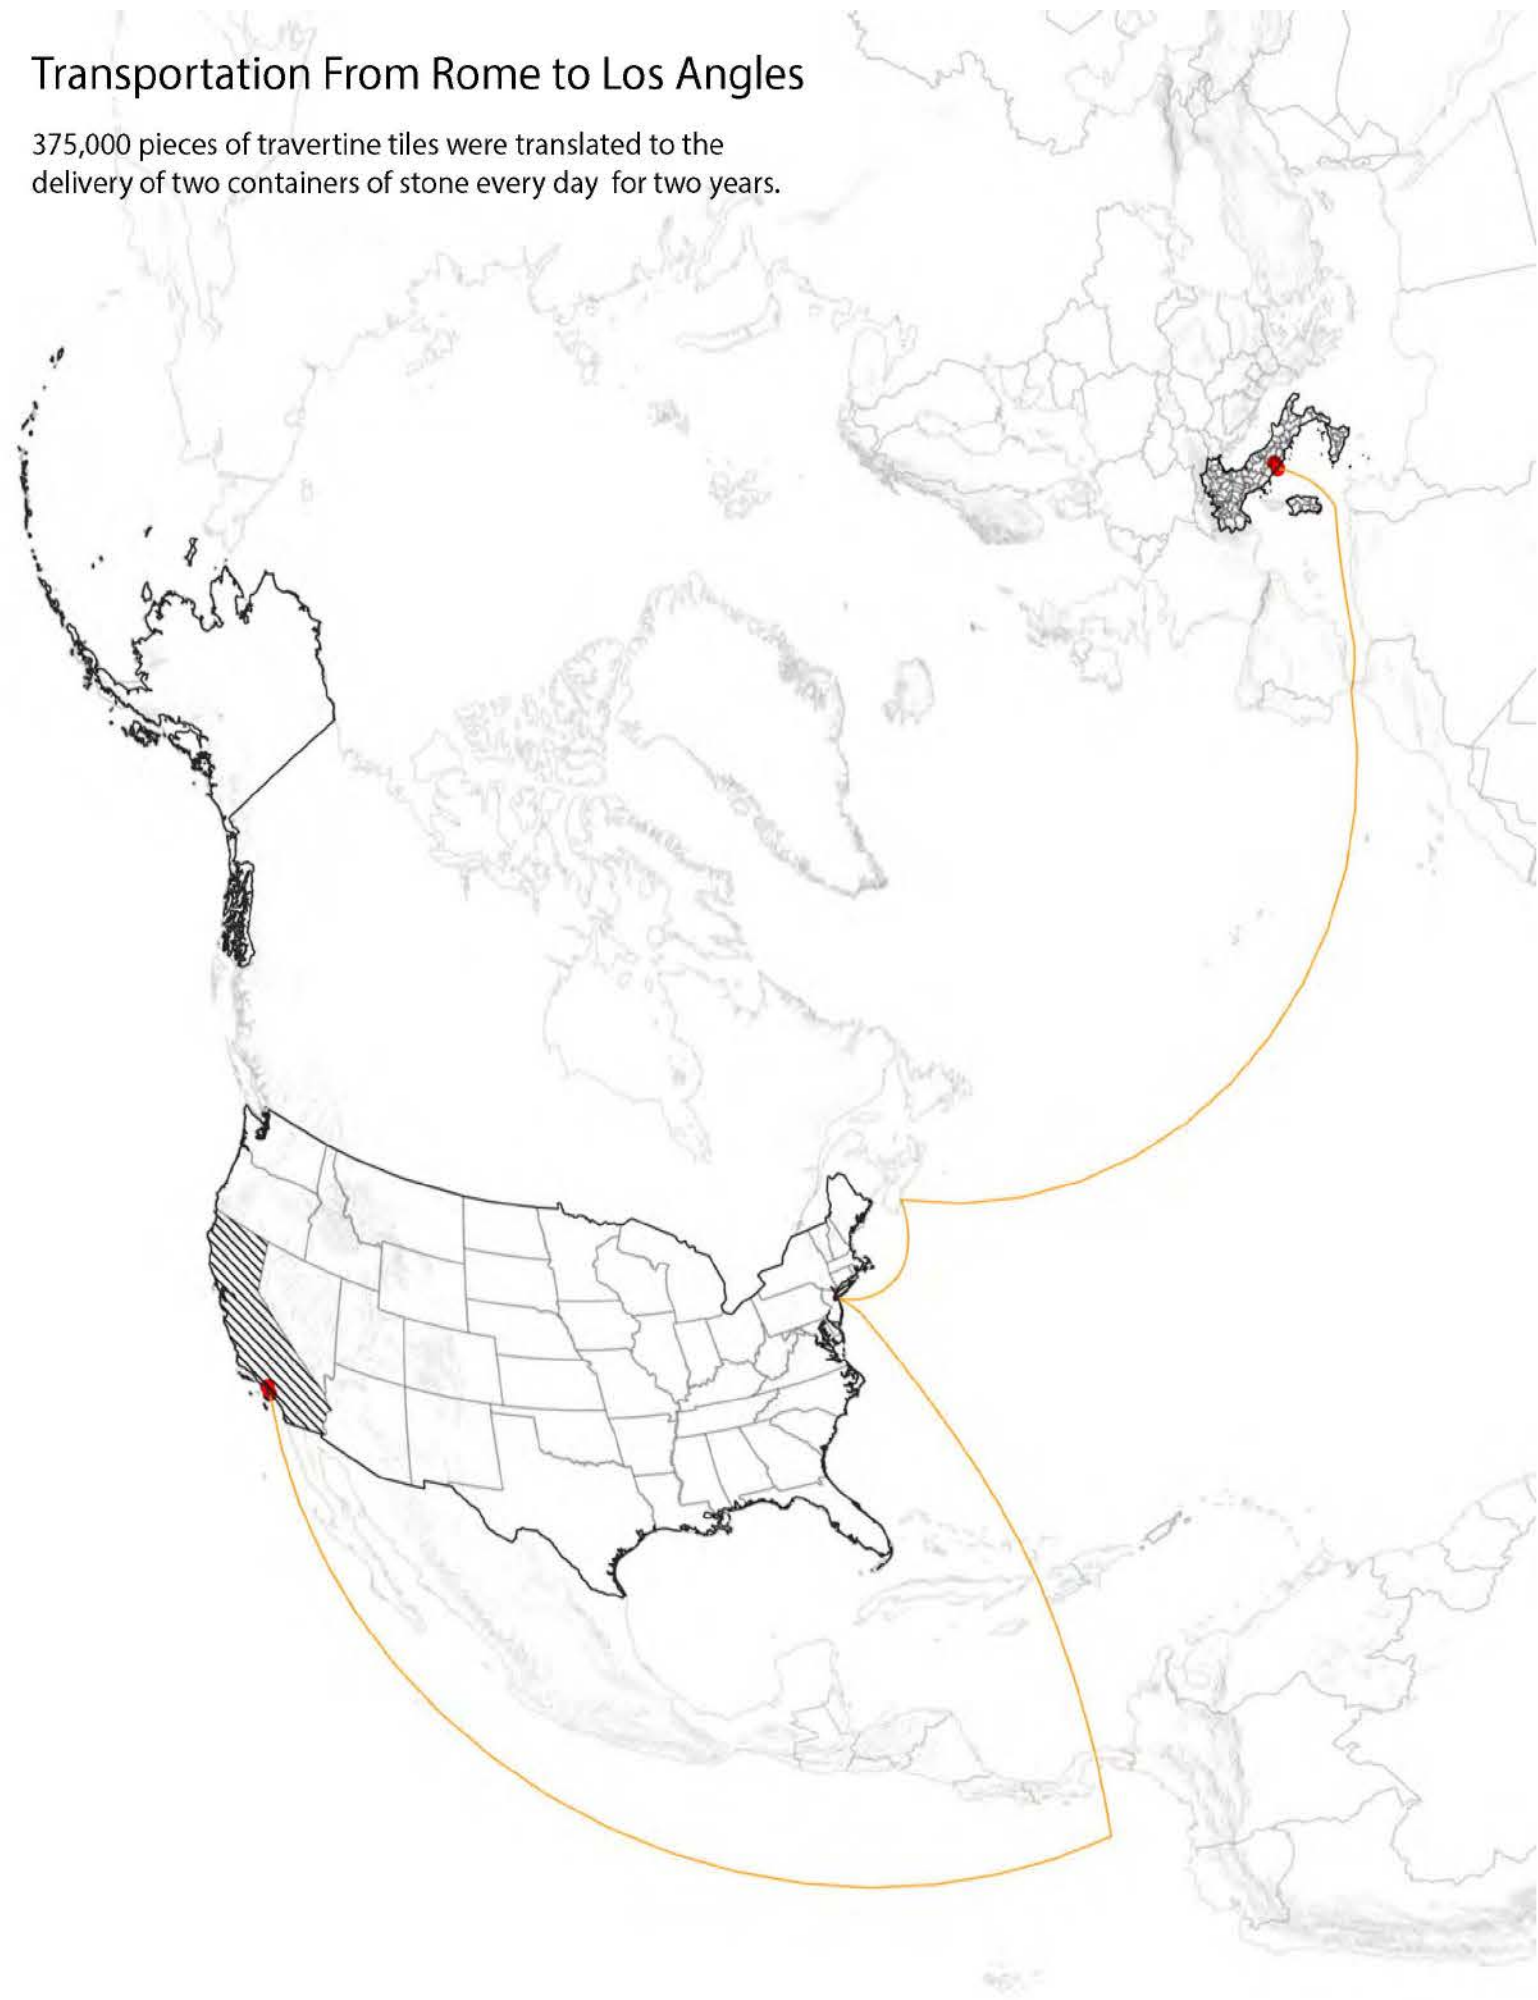 Transportation From Rome to Los Angles
375,000 pieces of travertine tiles were translated to the
delivery of two containers of stone every day for two years.